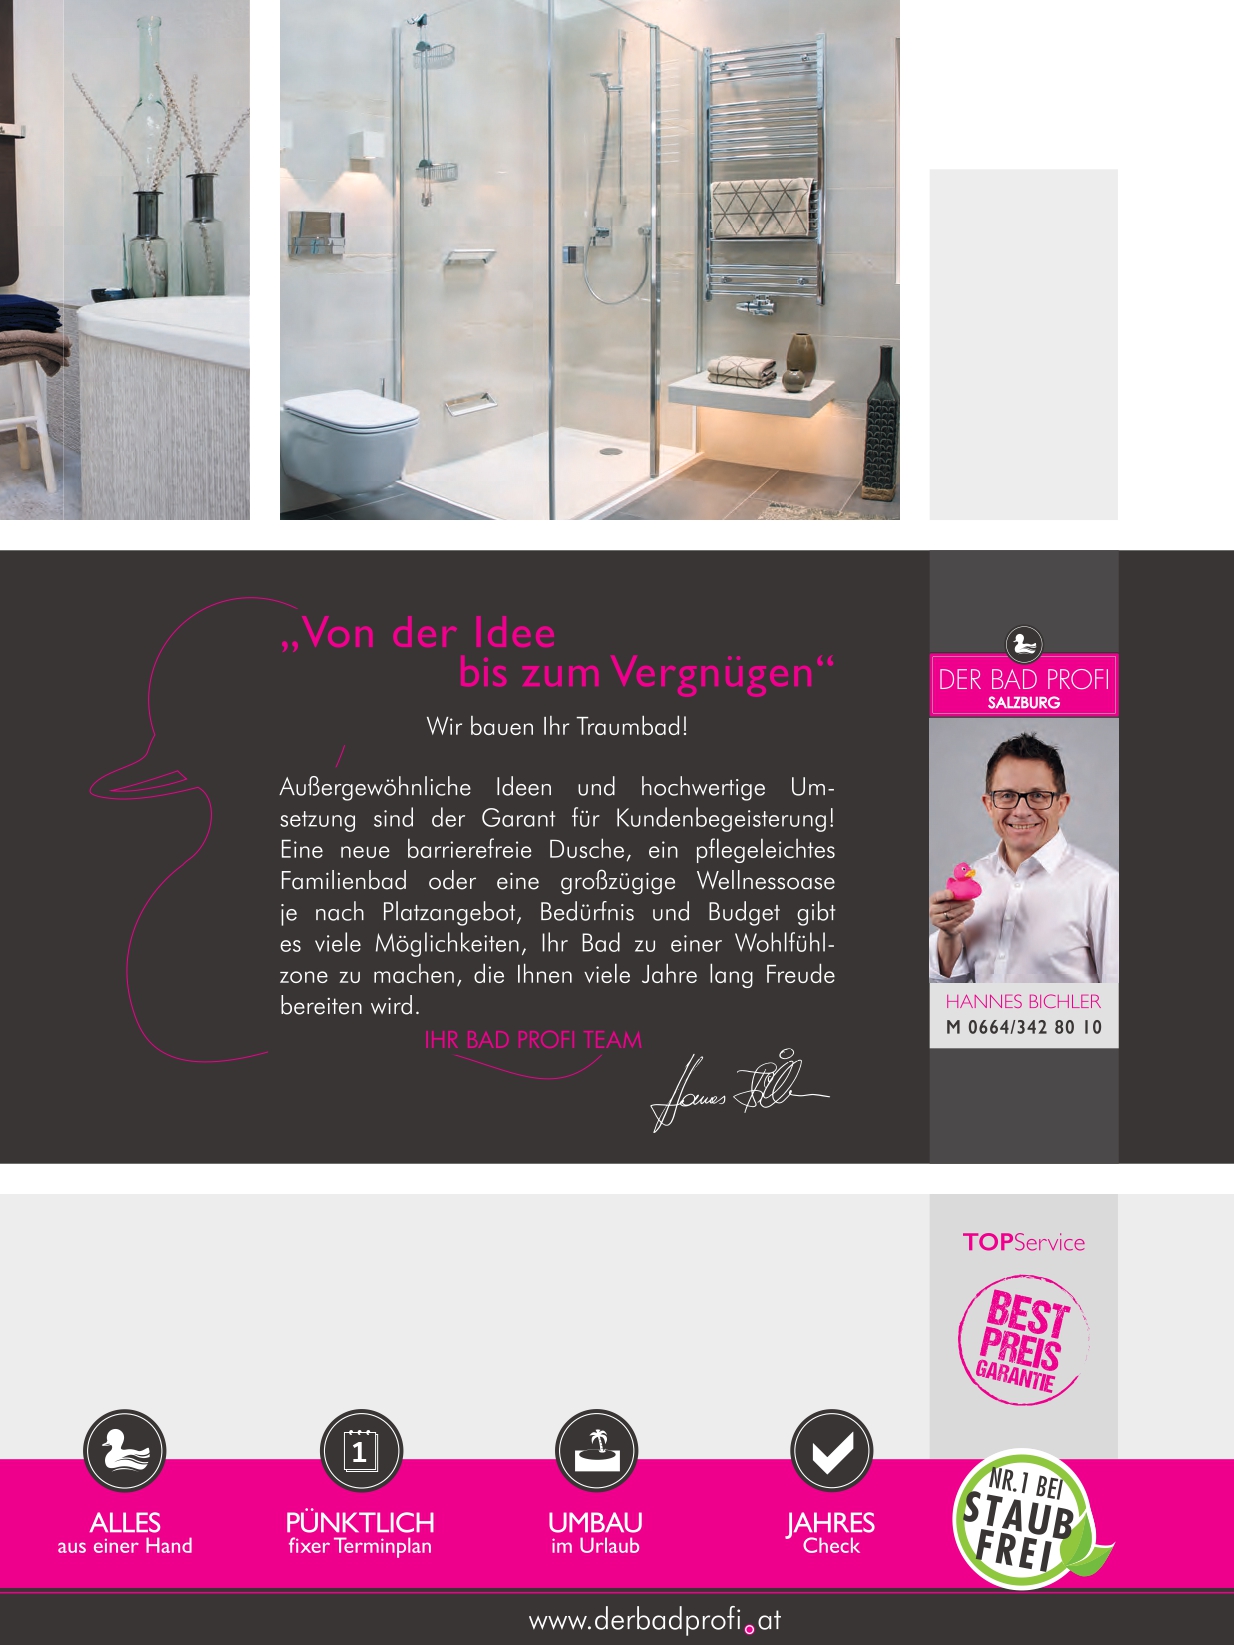 „Von der Idee
bis zum Vergnügen“
Wir bauen Ihr Traumbad!
Außergewöhnliche Ideen und hochwertige Um-
setzung sind der Garant für Kundenbegeisterung!
Eine neue barrierefreie Dusche, ein pflegeleichtes
Familienbad oder eine großzügige Wellnessoase
je nach Platzangebot, Bedürfnis und Budget gibt
es viele Möglichkeiten, Ihr Bad zu einer Wohlfühl-
zone zu machen, die Ihnen viele Jahre lang Freude
bereiten wird.
IHR BAD PROFI TEAM
DER BAD PROFI
SALZBURG
HANNES BICHLER
M 0664/342 80 10
TOPService
BEST
PREIS
GARANTIE
1
ALLES
aus einer Hand
PÜNKTLICH
fixer Terminplan
UMBAU
im Urlaub
JAHRES
Check
NR.1 BEI
STAUB
FREI
www.derbadprofi.at